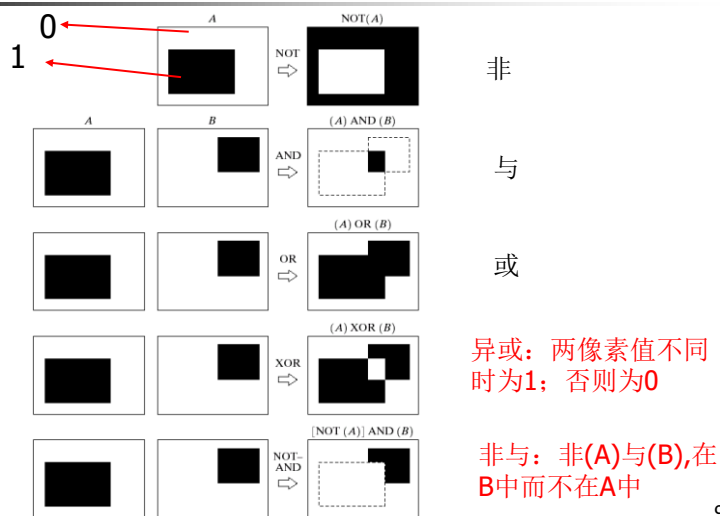 0
A
NOT(A)
1
NOT
非
A
B
(A) AND (B)
AND
与
(A) OR (B)
OR
或
(A) XOR (B)
XOR
异或：两像素值不同
时为1；否则为0
[NOT (A)] AND (B)
NOT–
AND
非与：非(A)与(B),在
B中而不在A中